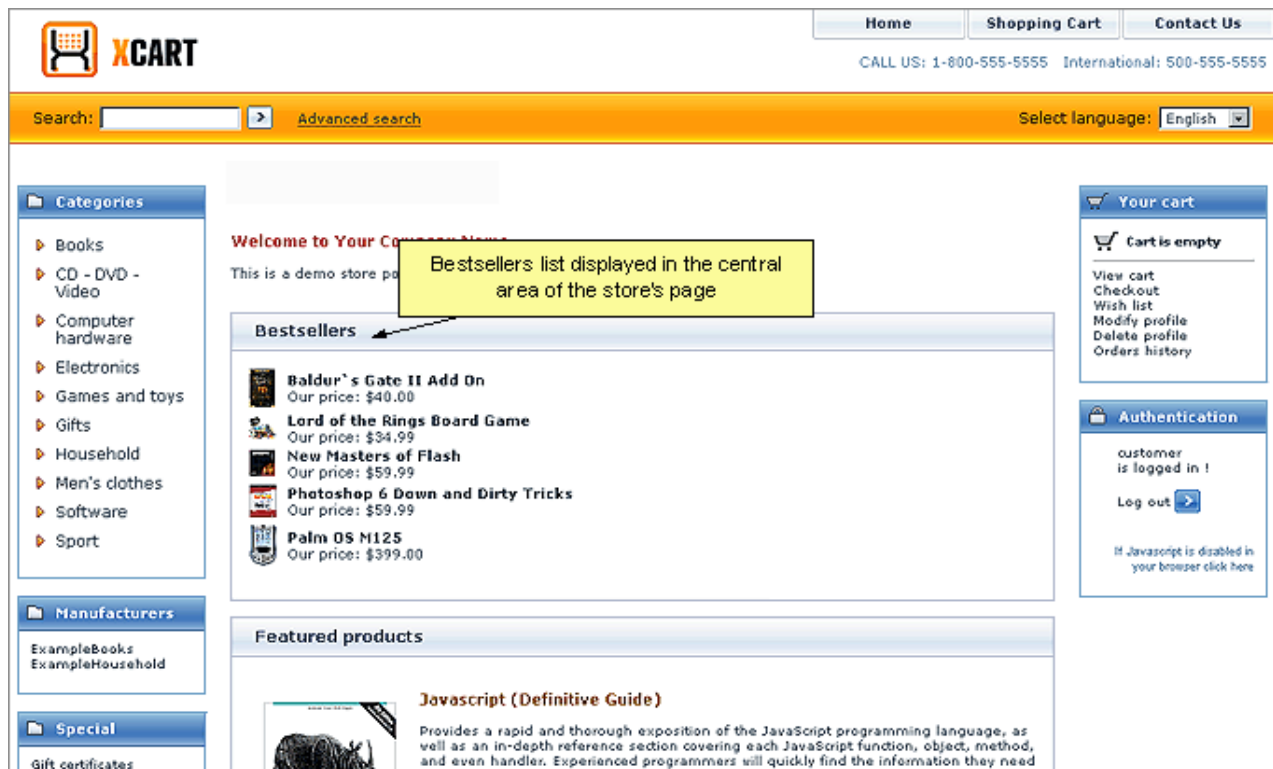 XCART
Home
Shopping Cart
Contact Us
CALL US: 1-800-555-5555 International: 500-555-5555
Search:
Advanced search
Select language: English
Categories
Books
CD - DVD -
Video
Computer
hardware
Electronics
Games and toys
Gifts
Household
Men's clothes
Software
Sport
Manufacturers
ExampleBooks
ExampleHousehold
Special
Gift certificates
Welcome to Your Company Name
This is a demo store
Bestsellers list displayed in the central
area of the store's page
Bestsellers
Baldur`s Gate II Add On
Our price: $40.00
Lord of the Rings Board Game
Our price: $34.99
New Masters of Flash
Our price: $59.99
Photoshop 6 Down and Dirty Tricks
Our price: $59.99
Palm OS M125
Our price: $399.00
Featured products
Javascript (Definitive Guide)
Provides a rapid and thorough exposition of the JavaScript programming language, as
well as an in-depth reference section covering each JavaScript function, object, method,
and even handler. Experienced programmers will quickly find the information they need
Your cart
Cart is empty
View cart
Checkout
Wish list
Modify profile
Delete profile
Orders history
Authentication
customer
is logged in !
Log out
If Javascript is disabled in
your browser click here